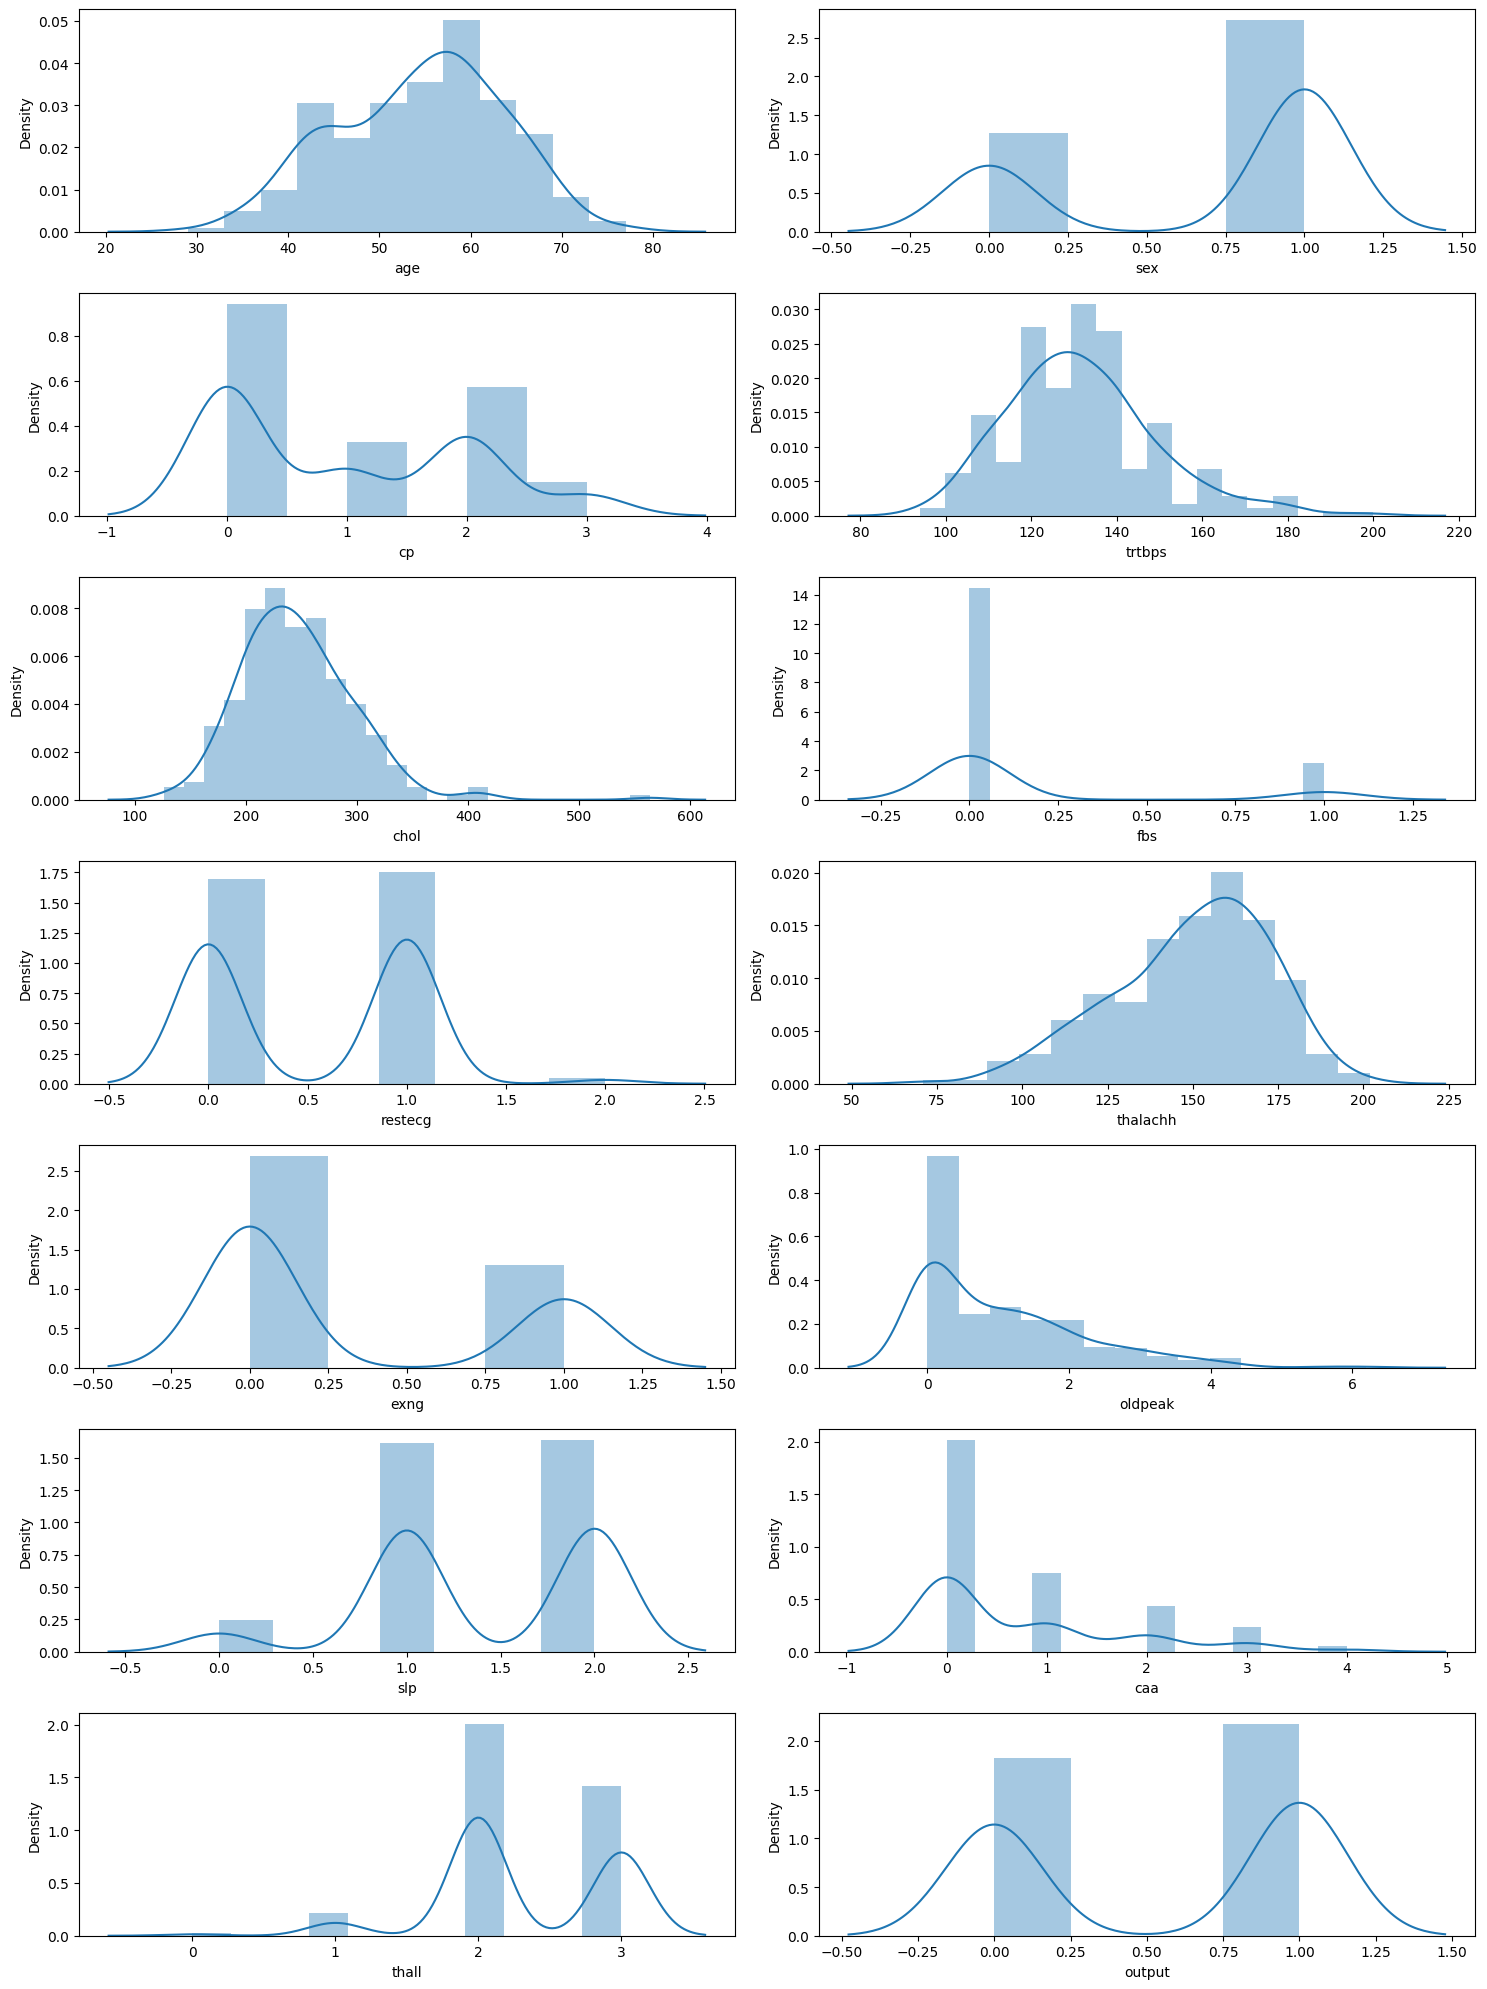 0.05
0.04
0.03
0.02
0.01
0.00
Density
20 30 40 50 60 70 80
age
2.5
2.0
1.5
1.0
0.5
0.0
Density
−0.50 −0.25 0.00 0.25 0.50 0.75 1.00 1.25 1.50
sex
0.8
0.6
0.4
0.2
0.0
Density
−1 0 1 2 3 4
cp
0.030
0.025
0.020
0.015
0.010
0.005
0.000
Density
80 100 120 140 160 180 200 220
trtbps
0.008
0.006
0.004
0.002
0.000
Density
100 200 300 400 500 600
chol
14
12
10
8
6
4
2
0
Density
−0.25 0.00 0.25 0.50 0.75 1.00 1.25
fbs
1.75
1.50
1.25
1.00
0.75
0.50
0.25
0.00
Density
−0.5 0.0 0.5 1.0 1.5 2.0 2.5
restecg
0.020
0.015
0.010
0.005
0.000
Density
50 75 100 125 150 175 200 225
thalachh
2.5
2.0
1.5
1.0
0.5
0.0
Density
−0.50 −0.25 0.00 0.25 0.50 0.75 1.00 1.25 1.50
exng
1.0
0.8
0.6
0.4
0.2
0.0
Density
0 2 4 6
oldpeak
1.50
1.25
1.00
0.75
0.50
0.25
0.00
Density
−0.5 0.0 0.5 1.0 1.5 2.0 2.5
slp
2.0
1.5
1.0
0.5
0.0
Density
−1 0 1 2 3 4 5
caa
2.0
1.5
1.0
0.5
0.0
Density
0 1 2 3
thall
2.0
1.5
1.0
0.5
0.0
Density
−0.50 −0.25 0.00 0.25 0.50 0.75 1.00 1.25 1.50
output